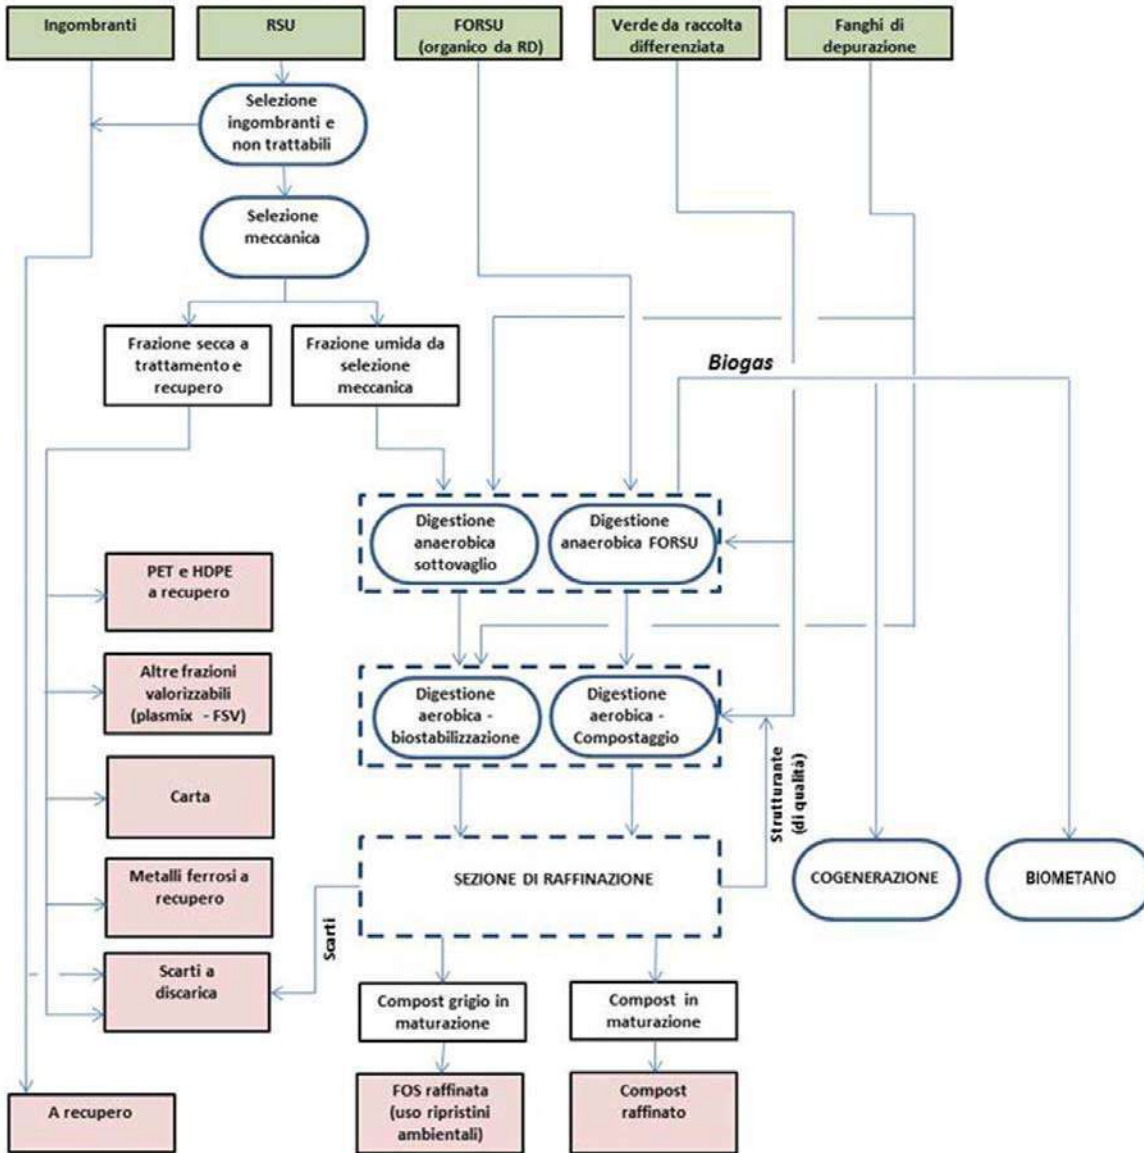 Ingombranti
RSU
FORSU
(organico da RD)
Verde da raccolta
differenziata
Fanghi di
depurazione
Selezione
ingombranti e
non trattabili
Selezione
meccanica
Frazione secca a
trattamento e
recupero
Frazione umida da
selezione
meccanica
Biogas
Digestione
anaerobica
sottovaglio
Digestione
anaerobica FORSU
PET e HDPE
a recupero
Altre frazioni
valorizzabili
(plasmix - FSV)
Digestione
aerobica -
biostabilizzazione
Digestione
aerobica -
Compostaggio
Strutturante
(di qualità)
Carta
Metalli ferrosi a
recupero
SEZIONE DI RAFFINAZIONE
COGENERAZIONE
BIOMETANO
Scarti
Scarti a
discarica
Compost grigio in
maturazione
Compost in
maturazione
A recupero
FOS raffinata
(uso ripristini
ambientali)
Compost
raffinato